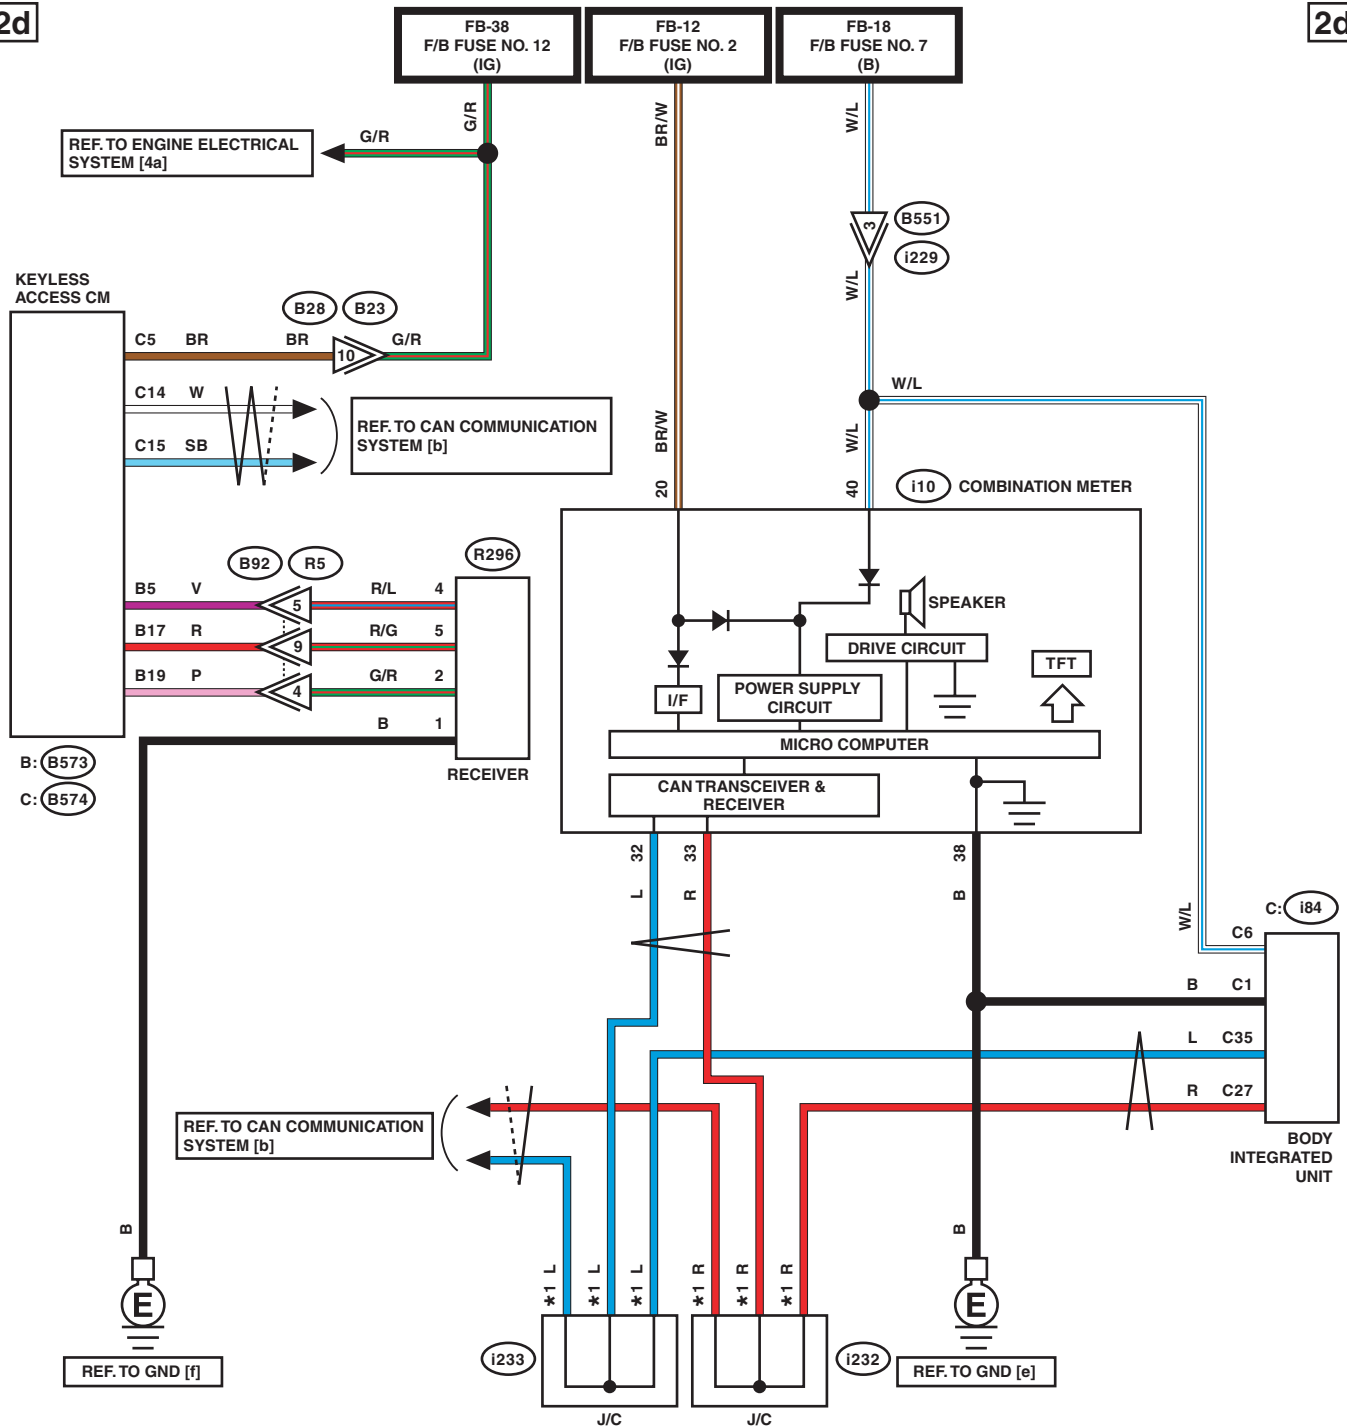 2d
2d
FB-38
F/B FUSE NO. 12
(IG)
FB-12
F/B FUSE NO. 2
(IG)
FB-18
F/B FUSE NO. 7
(B)
G/R
BR/W
W/L
REF. TO ENGINE ELECTRICAL
SYSTEM [4a]
G/R
3
B551
i229
W/L
KEYLESS
ACCESS CM
B28
B23
C5
BR
BR
10
G/R
C14
W
C15
SB
REF. TO CAN COMMUNICATION
SYSTEM [b]
W/L
BR/W
W/L
20
40
i10
COMBINATION METER
B92
R5
R296
B5
V
5
R/L
4
B17
R
9
R/G
5
B19
P
4
G/R
2
B
1
RECEIVER
B:
B573
C:
B574
SPEAKER
DRIVE CIRCUIT
TFT
I/F
POWER SUPPLY
CIRCUIT
MICRO COMPUTER
CAN TRANSCEIVER &
RECEIVER
32
33
38
L
R
B
C:
i84
W/L
C6
B
C1
L
C35
R
C27
BODY
INTEGRATED
UNIT
REF. TO CAN COMMUNICATION
SYSTEM [b]
B
B
*1 L
*1 L
*1 L
*1 R
*1 R
*1 R
E
E
REF. TO GND [f]
i233
i232
REF. TO GND [e]
J/C
J/C